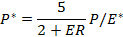 P* = 5 / (2 + ER) P/E*